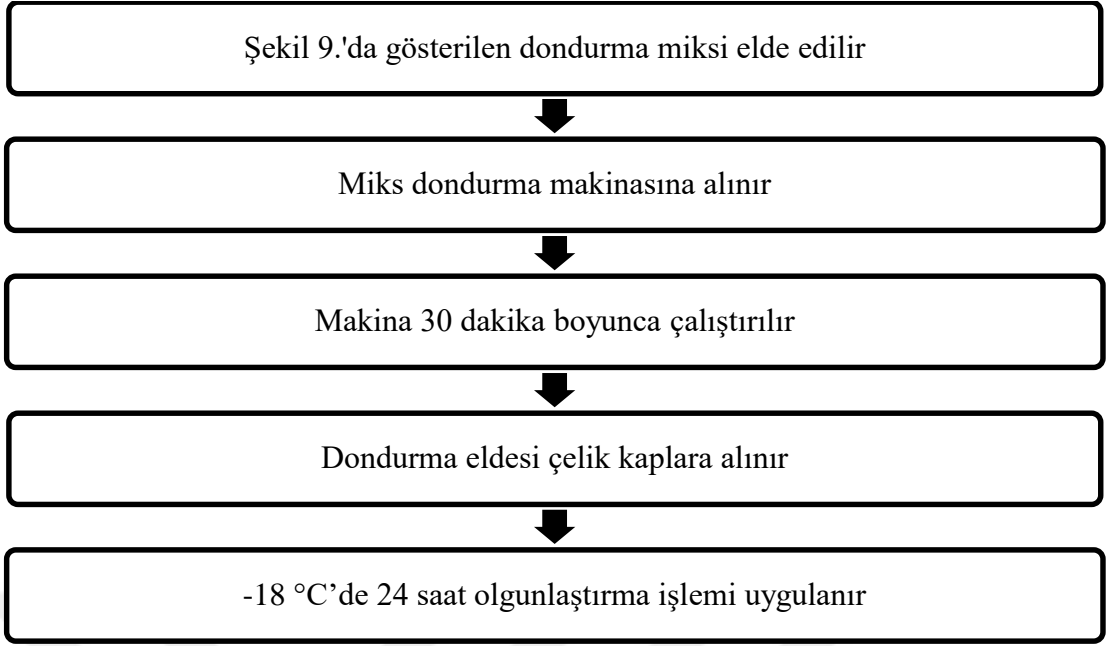 Şekil 9.'da gösterilen dondurma miksi elde edilir
Miks dondurma makinasına alınır
Makina 30 dakika boyunca çalıştırılır
Dondurma eldesi çelik kaplara alınır
-18 °C’de 24 saat olgunlaştırma işlemi uygulanır